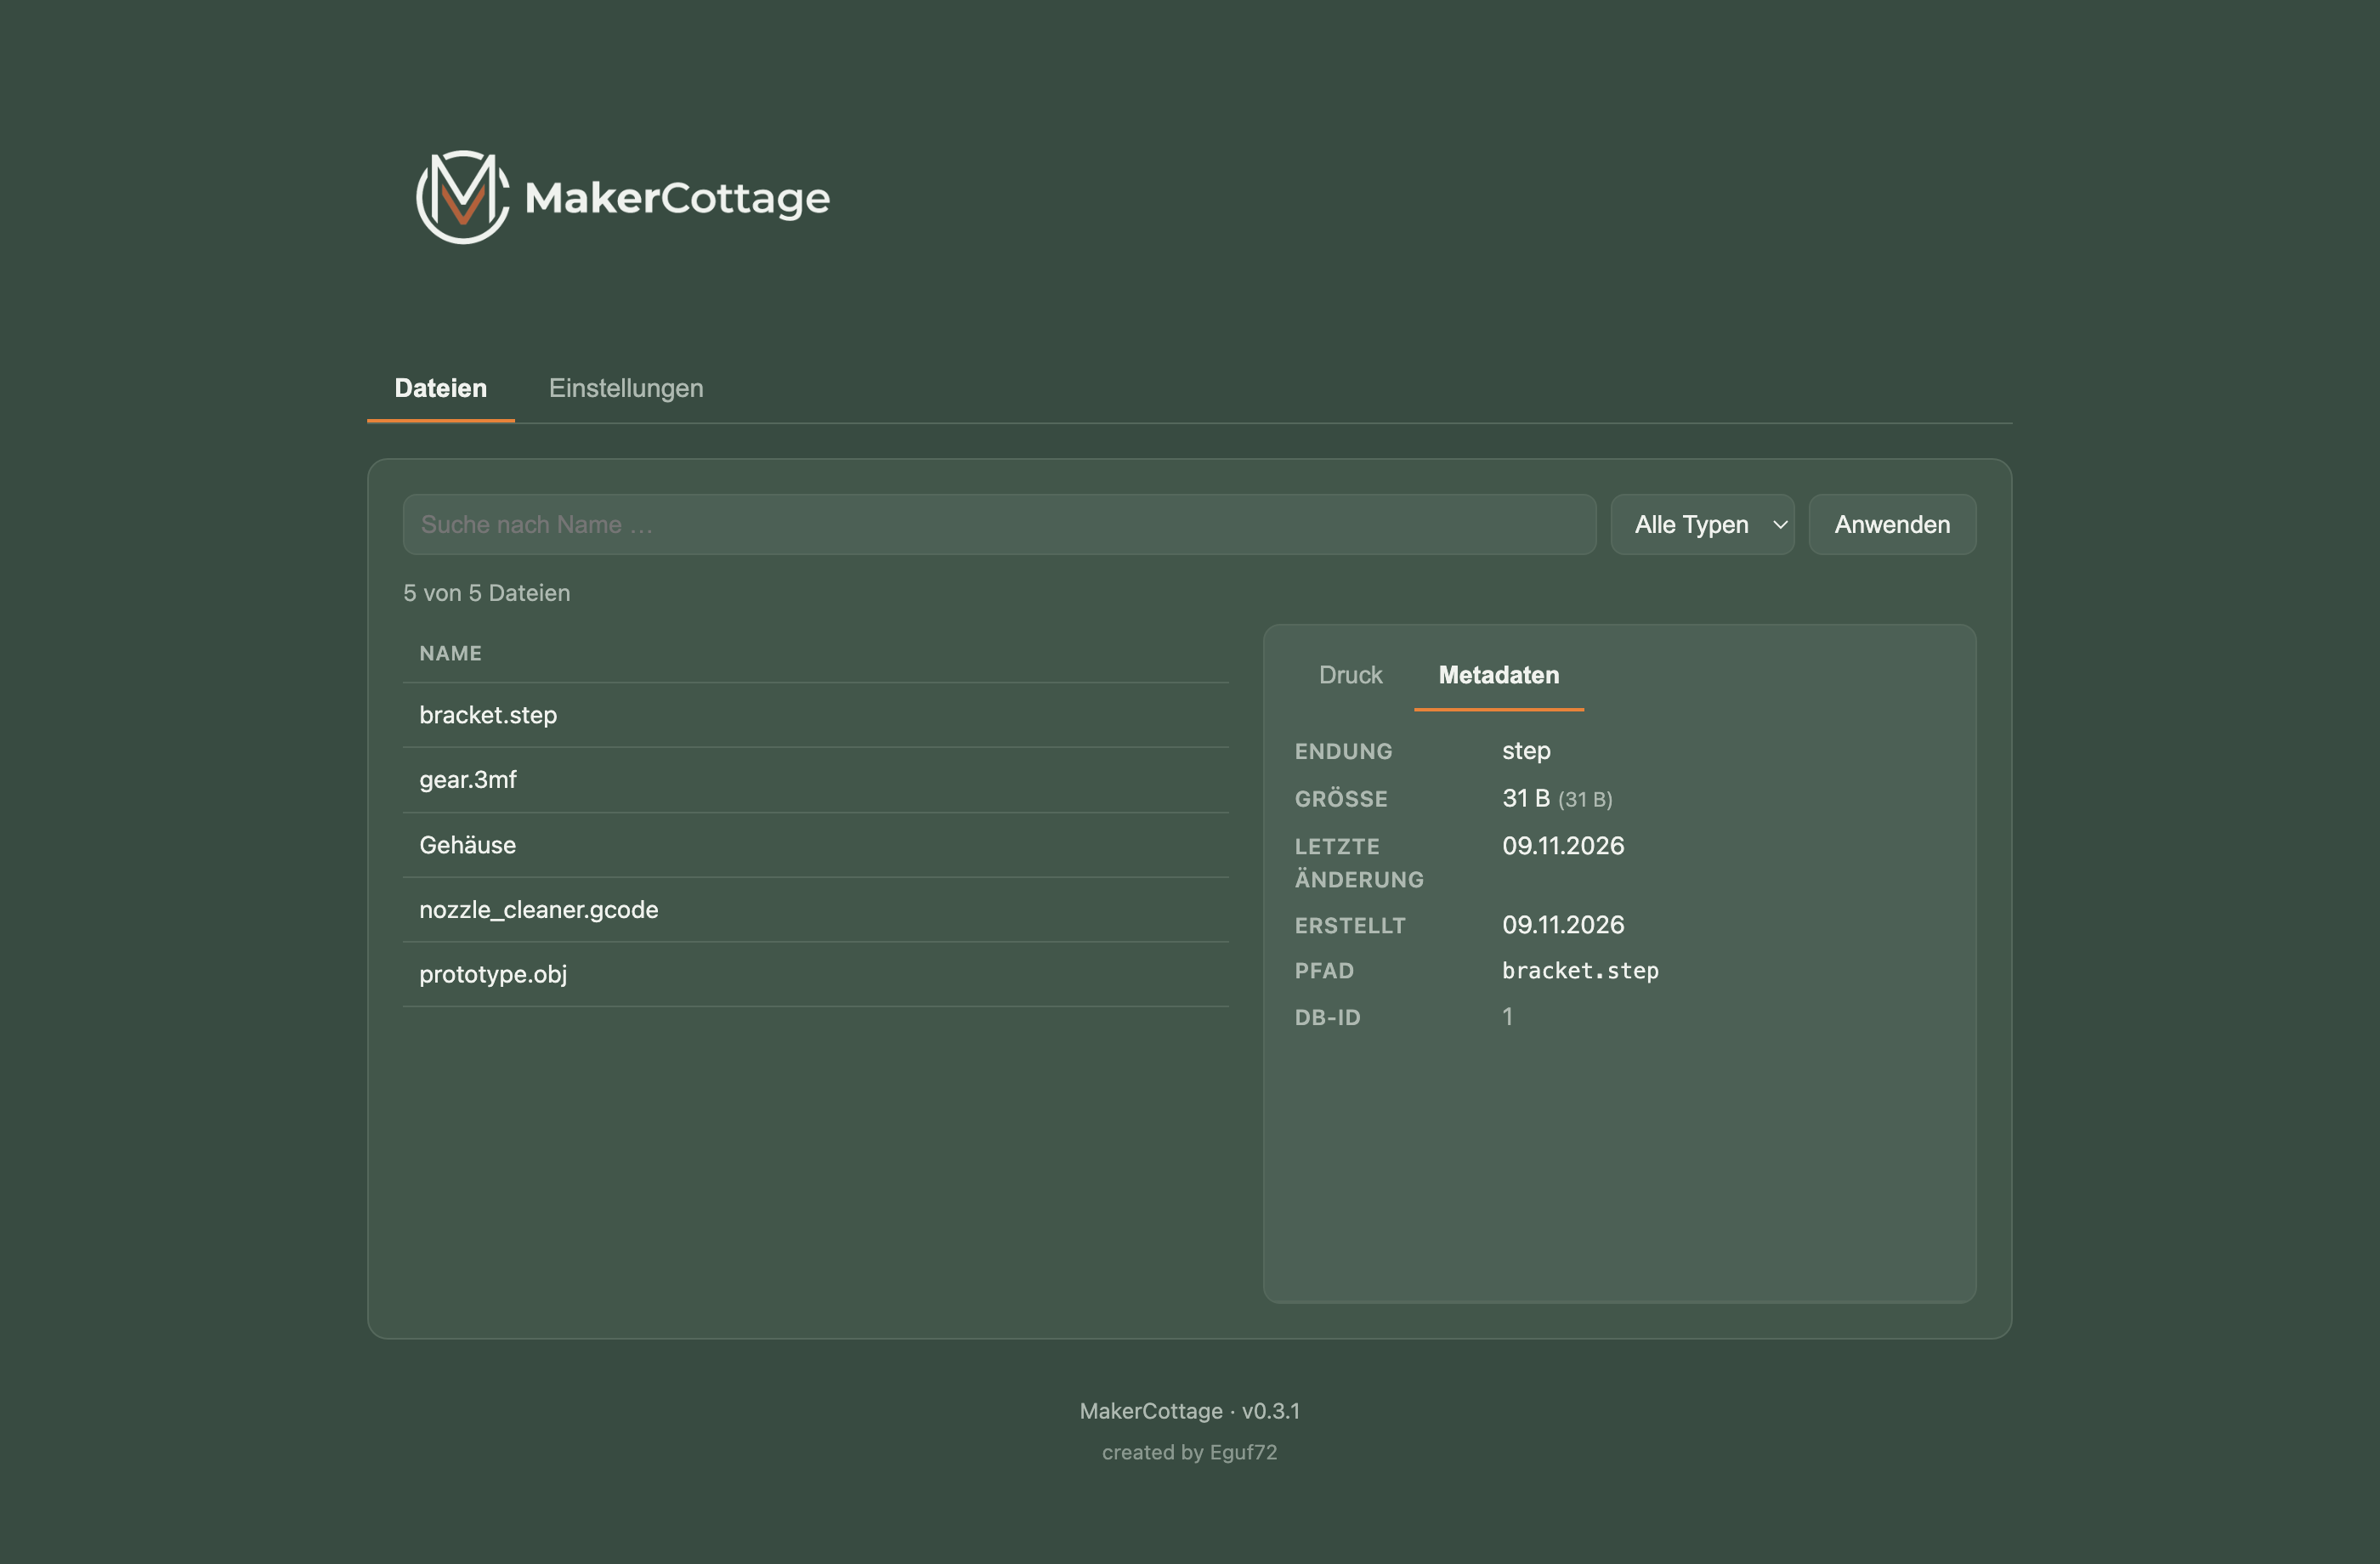 MakerCottage
Dateien Einstellungen
Suche nach Name …
Alle Typen
Anwenden
5 von 5 Dateien
NAME
bracket.step
gear.3mf
Gehäuse
nozzle_cleaner.gcode
prototype.obj
Druck Metadaten
ENDUNG step
GRÖSSE 31 B (31 B)
LETZTE 09.11.2026
ÄNDERUNG
ERSTELLT 09.11.2026
PFAD bracket.step
DB-ID 1
MakerCottage · v0.3.1
created by Eguf72